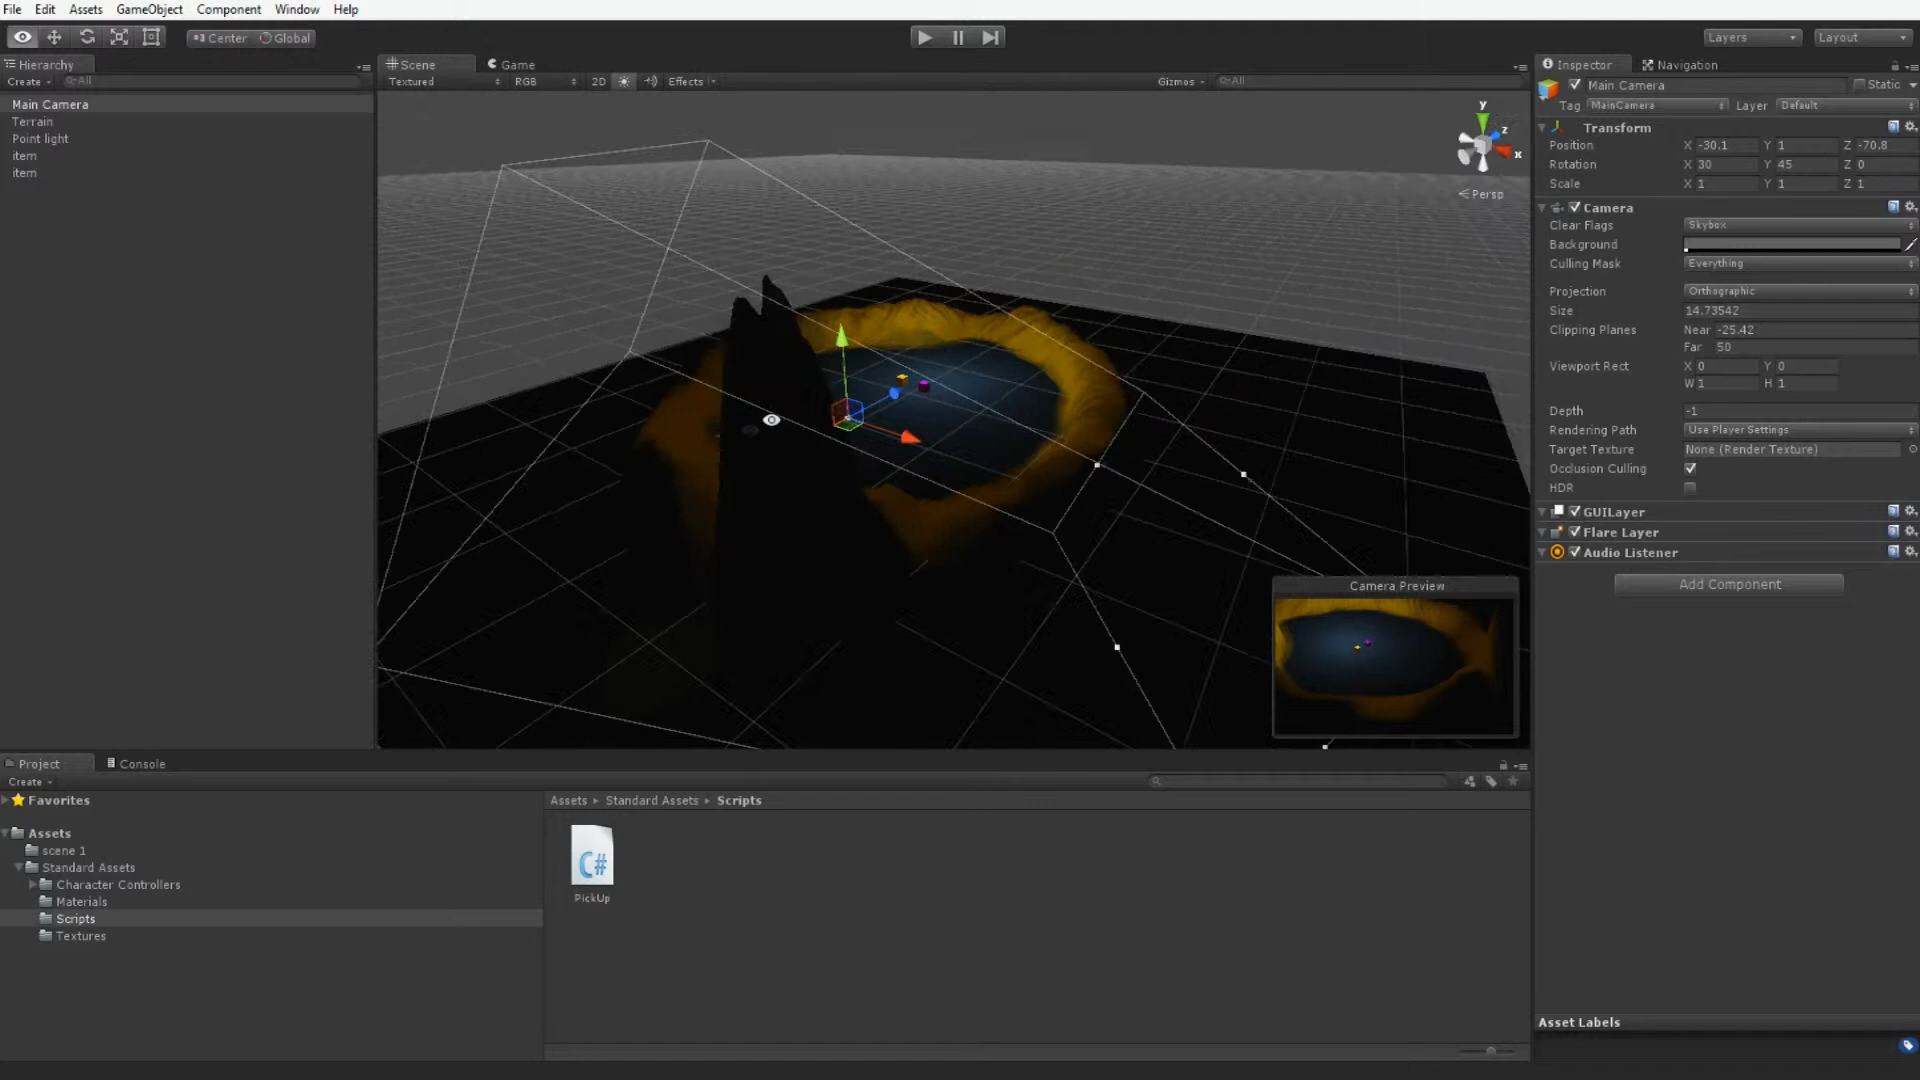 File Edit Assets GameObject Component Window Help
Center Global
Layers Layout
Hierarchy
Create All
Main Camera
Terrain
Point light
item
item
Scene Game
Textured RGB 2D Effects Gizmos All
y
z
x
Persp
Camera Preview
Inspector Navigation
Main Camera Static
Tag MainCamera Layer Default
Transform
Position X -30.1 Y 1 Z -70.8
Rotation X 30 Y 45 Z 0
Scale X 1 Y 1 Z 1
Camera
Clear Flags Skybox
Background
Culling Mask Everything
Projection Orthographic
Size 14.73542
Clipping Planes Near -25.42
Far 50
Viewport Rect X 0 Y 0
W 1 H 1
Depth -1
Rendering Path Use Player Settings
Target Texture None (Render Texture)
Occlusion Culling
HDR
GUILayer
Flare Layer
Audio Listener
Add Component
Asset Labels
Project Console
Create
Favorites
Assets
scene 1
Standard Assets
Character Controllers
Materials
Scripts
Textures
Assets Standard Assets Scripts
C#
PickUp